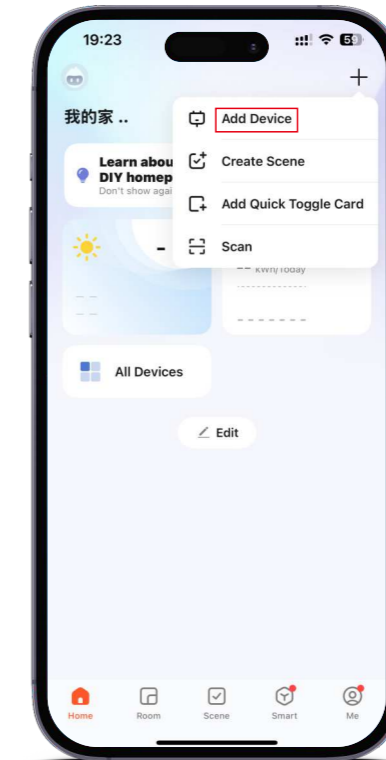 19:23
59
我的家 ..
Add Device
Learn abou
DIY homep
Don't show agai
Create Scene
Add Quick Toggle Card
Scan
-
-- kWh/Today
-- 
--
-------
All Devices
Edit
Home
Room
Scene
Smart
Me